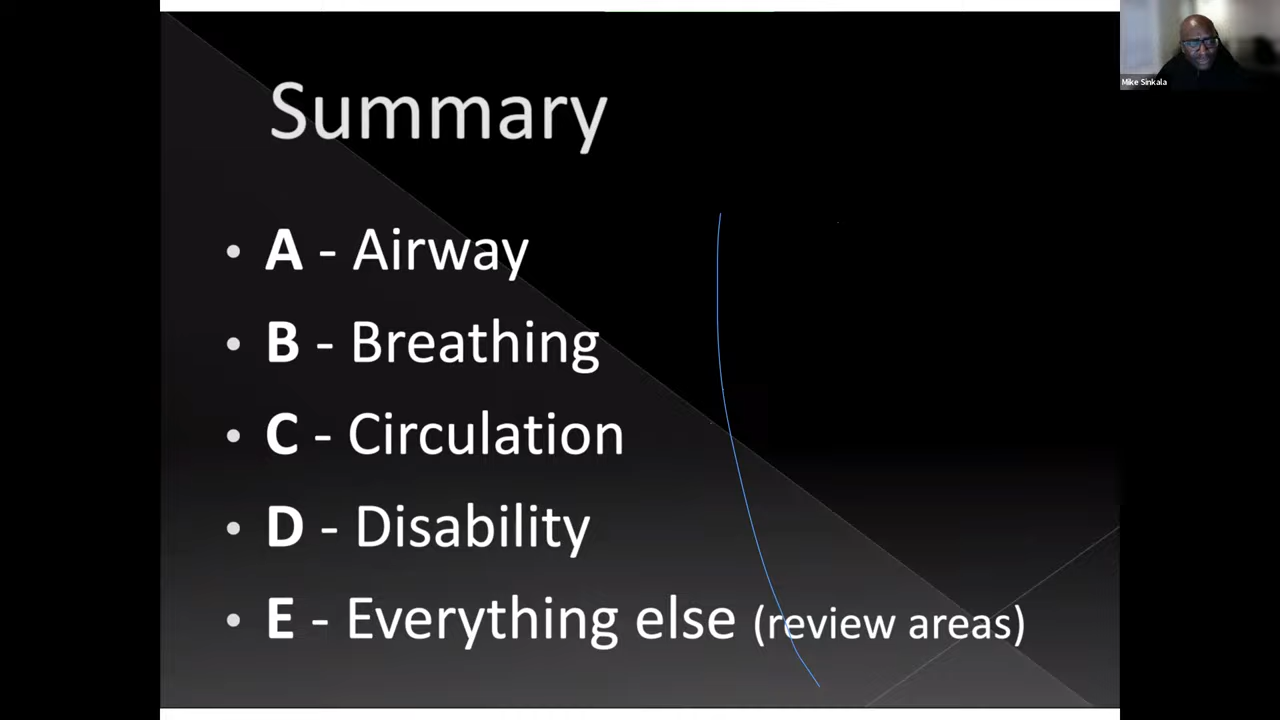 Mike Sinkala
Summary
• A - Airway
• B - Breathing
• C - Circulation
• D - Disability
• E - Everything else (review areas)